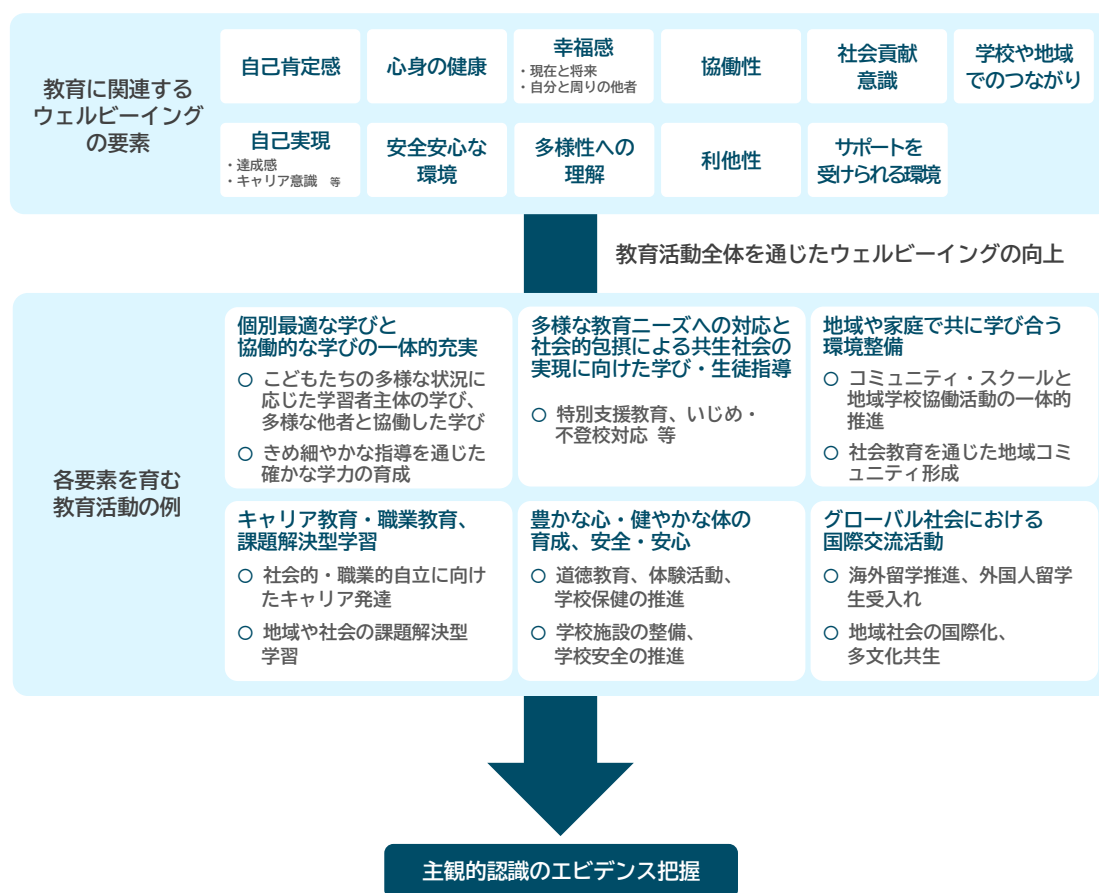 教育に関連する
ウェルビーイング
の要素
自己肯定感
心身の健康
幸福感
・現在と将来
・自分と周りの他者
協働性
社会貢献
意識
学校や地域
でのつながり
自己実現
・達成感
・キャリア意識 等
安全安心な
環境
多様性への
理解
利他性
サポートを
受けられる環境
教育活動全体を通じたウェルビーイングの向上
各要素を育む
教育活動の例
個別最適な学びと
協働的な学びの一体的充実
○ こどもたちの多様な状況に
応じた学習者主体の学び、
多様な他者と協働した学び
○ きめ細やかな指導を通じた
確かな学力の育成
多様な教育ニーズへの対応と
社会的包摂による共生社会の
実現に向けた学び・生徒指導
○ 特別支援教育、いじめ・
不登校対応 等
地域や家庭で共に学び合う
環境整備
○ コミュニティ・スクールと
地域学校協働活動の一体的
推進
○ 社会教育を通じた地域コミ
ュニティ形成
キャリア教育・職業教育、
課題解決型学習
○ 社会的・職業的自立に向け
たキャリア発達
○ 地域や社会の課題解決型
学習
豊かな心・健やかな体の
育成、安全・安心
○ 道徳教育、体験活動、
学校保健の推進
○ 学校施設の整備、
学校安全の推進
グローバル社会における
国際交流活動
○ 海外留学推進、外国人留学
生受入れ
○ 地域社会の国際化、
多文化共生
主観的認識のエビデンス把握